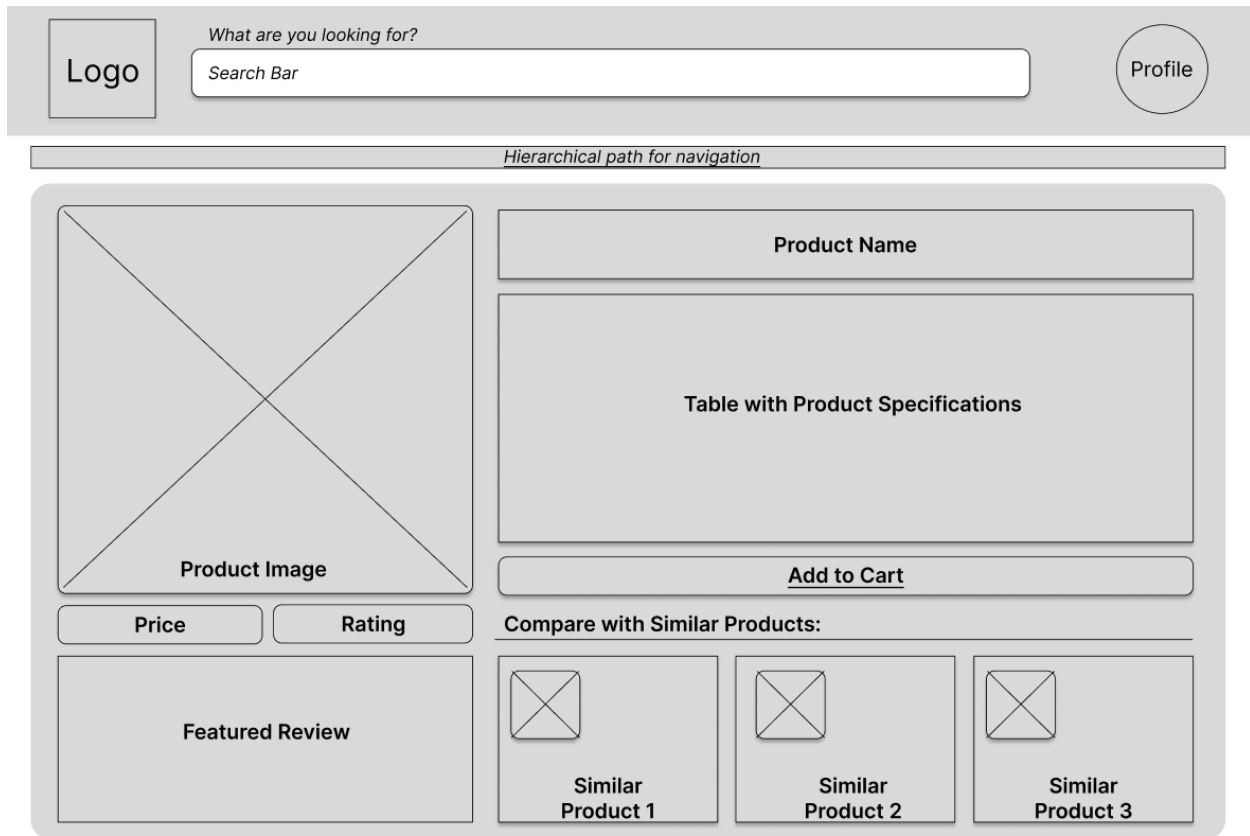 Logo
What are you looking for?
Search Bar
Profile
Hierarchical path for navigation
Product Image
Product Name
Table with Product Specifications
Add to Cart
Price
Rating
Compare with Similar Products:
Featured Review
Similar
Product 1
Similar
Product 2
Similar
Product 3